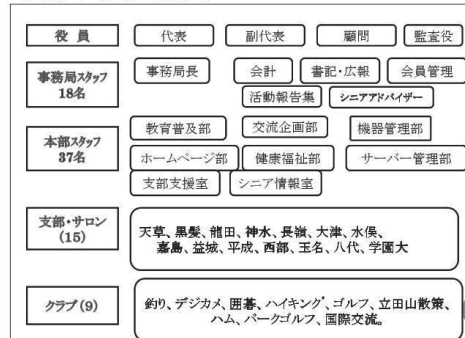 役 員 代表 副代表 顧問 監査役
事務局スタッフ 事務局長 会計 書記・広報 会員管理
18名 活動報告集 シニアアドバイザー
教育普及部 交流企画部 機器管理部
本部スタッフ
37名 ホームページ部 健康福祉部 サーバー管理部
支部支援室 シニア情報室
支部・サロン
(15)
天草、黒髪、龍田、神水、長嶺、大津、水俣、
嘉島、益城、平成、西部、玉名、八代、学園大
クラブ(9)
釣り、デジカメ、囲碁、ハイキング、ゴルフ、立田山散策、
ハム、パークゴルフ、国際交流。